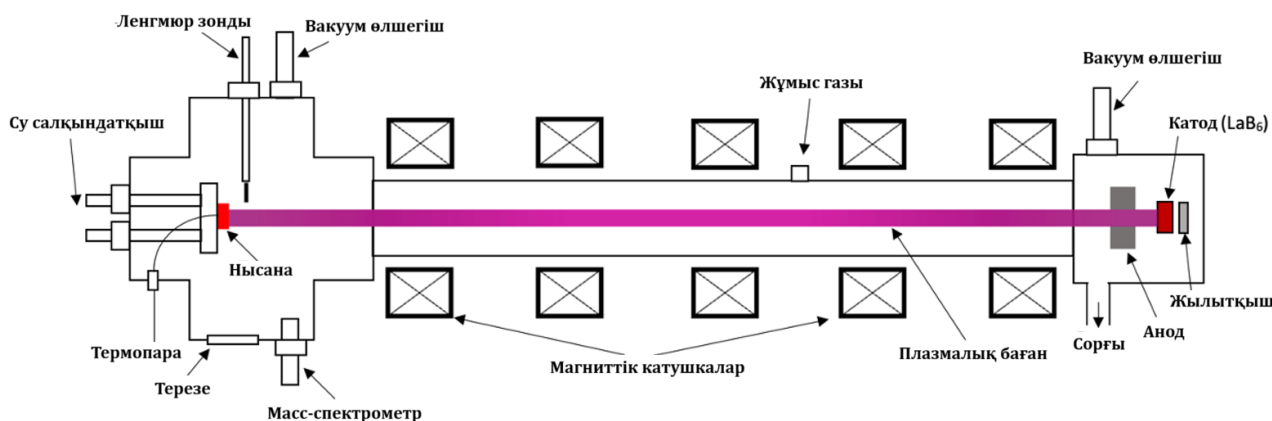 Ленгмюр зонды
Вакуум өлшегіш
Вакуум өлшегіш
Жұмыс газы
Су салқындатқыш
Катод (LaB₆)
Нысана
Жылытқыш
Термопара
Терезе
Масс-спектрометр
Магниттік катушкалар
Плазмалық баған
Сорғы
Анод